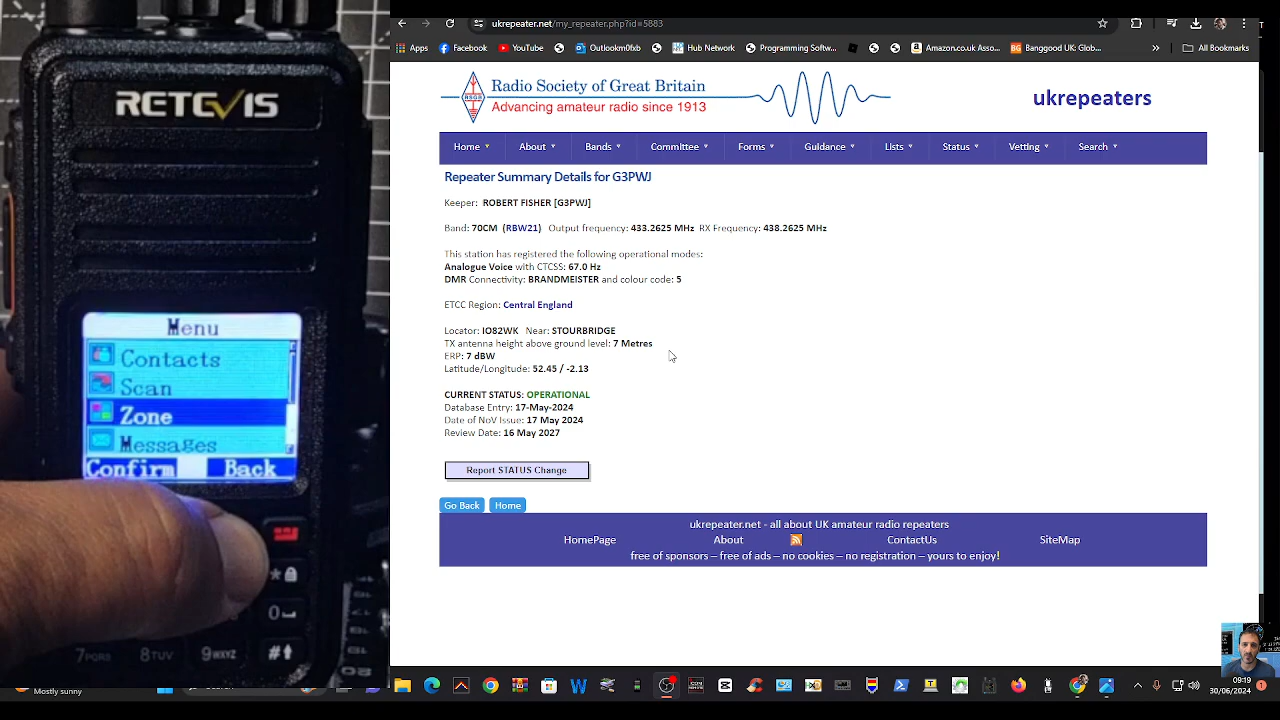 RETEVIS
Menu
Contacts
Scan
Zone
Messages
Confirm
Back
*
0
7PQRS 8TUV 9WXYZ #
ukrepeater.net/my_repeater.php?id=5883
Apps Facebook YouTube Outlookm0fxb Hub Network Programming Softw... Amazon.co.uk Asso... Banggood UK Globa... » All Bookmarks
Radio Society of Great Britain
Advancing amateur radio since 1913
RSGB
ukrepeaters
Home About Bands Committee Forms Guidance Lists Status Vetting Search
Repeater Summary Details for G3PWJ
Keeper: ROBERT FISHER [G3PWJ]
Band: 70CM (RBW21) Output frequency: 433.2625 MHz RX Frequency: 438.2625 MHz
This station has registered the following operational modes:
Analogue Voice with CTCSS: 67.0 Hz
DMR Connectivity: BRANDMEISTER and colour code: 5
ETCC Region: Central England
Locator: IO82WK Near: STOURBRIDGE
TX antenna height above ground level: 7 Metres
ERP: 7 dBW
Latitude/Longitude: 52.45 / -2.13
CURRENT STATUS: OPERATIONAL
Database Entry: 17-May-2024
Date of NoV Issue: 17 May 2024
Review Date: 16 May 2027
Report STATUS Change
Go Back Home
ukrepeater.net - all about UK amateur radio repeaters
HomePage About ContactUs SiteMap
free of sponsors – free of ads – no cookies – no registration – yours to enjoy!
Mostly sunny
09:19
30/06/2024